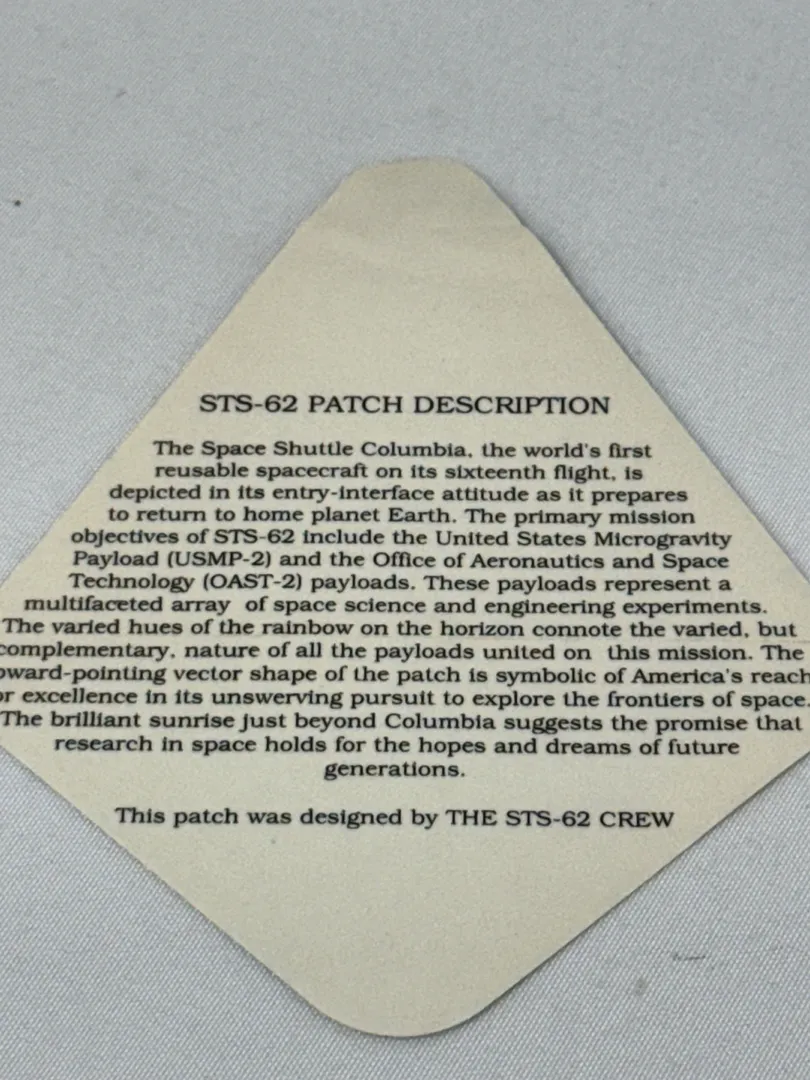 STS-62 PATCH DESCRIPTION
The Space Shuttle Columbia, the world's first
reusable spacecraft on its sixteenth flight, is
depicted in its entry-interface attitude as it prepares
to return to home planet Earth. The primary mission
objectives of STS-62 include the United States Microgravity
Payload (USMP-2) and the Office of Aeronautics and Space
Technology (OAST-2) payloads. These payloads represent a
multifaceted array of space science and engineering experiments.
The varied hues of the rainbow on the horizon connote the varied, but
complementary, nature of all the payloads united on this mission. The
ward-pointing vector shape of the patch is symbolic of America's reach
or excellence in its unswerving pursuit to explore the frontiers of space.
The brilliant sunrise just beyond Columbia suggests the promise that
research in space holds for the hopes and dreams of future
generations.
This patch was designed by THE STS-62 CREW